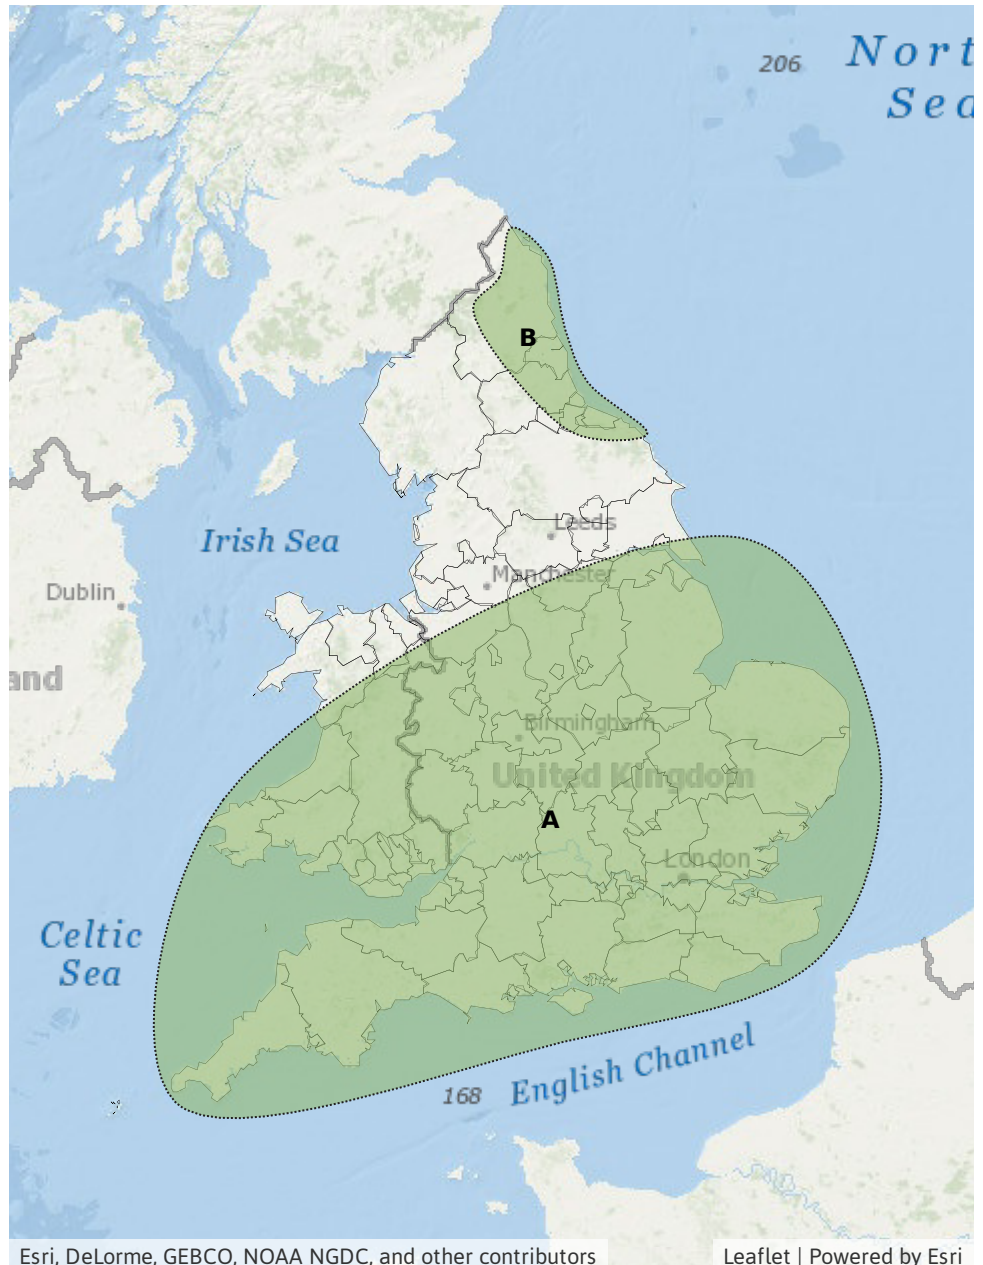 206
Nort
Sea
B
Irish Sea
Leeds
Manchester
Dublin
and
Birmingham
United Kingdom
A
London
Celtic
Sea
English Channel
168
Esri, DeLorme, GEBCO, NOAA NGDC, and other contributors
Leaflet | Powered by Esri